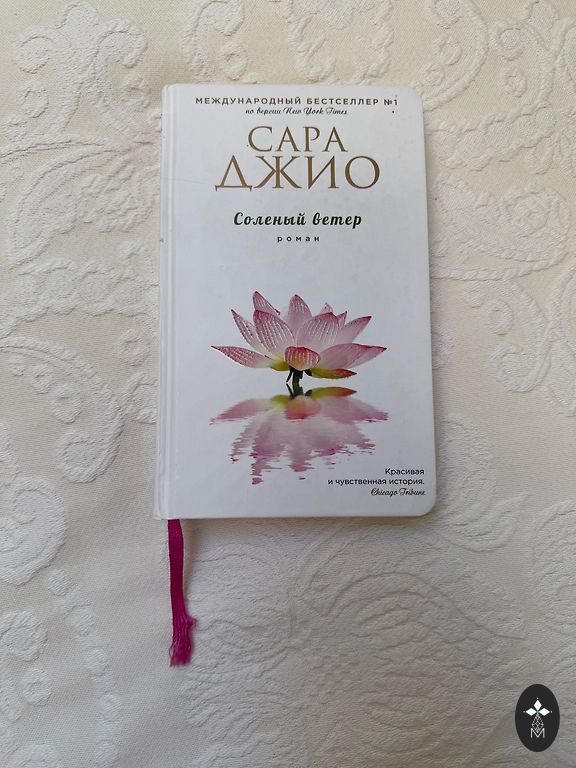 МЕЖДУНАРОДНЫЙ БЕСТСЕЛЛЕР №1
по версии New York Times
САРА
ДЖИО
Соленый ветер
роман
Красивая
и чувственная история.
Chicago Tribune
M